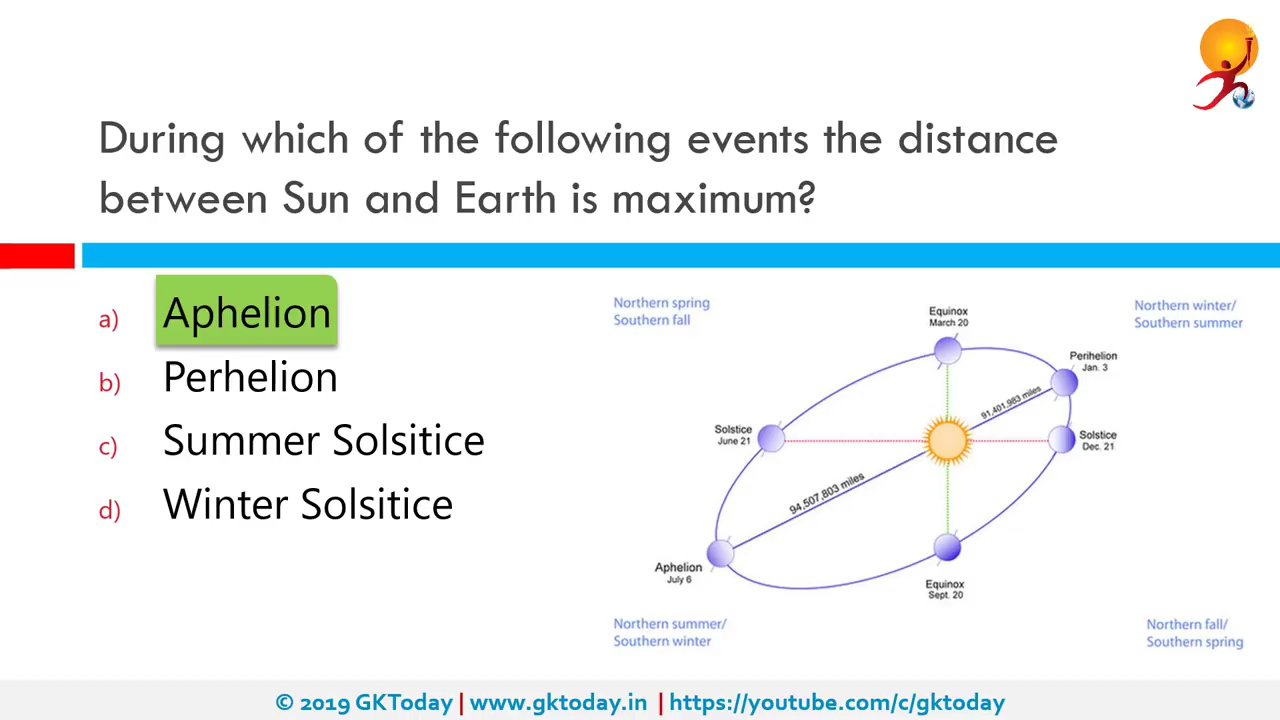 During which of the following events the distance
between Sun and Earth is maximum?
a) Aphelion
b) Perhelion
c) Summer Solsitice
d) Winter Solsitice
Northern spring
Southern fall
Equinox
March 20
Northern winter/
Southern summer
Perihelion
Jan. 3
91,401,983 miles
Solstice
June 21
Solstice
Dec. 21
94,507,803 miles
Aphelion
July 6
Equinox
Sept. 20
Northern summer/
Southern winter
Northern fall/
Southern spring
© 2019 GKToday | www.gktoday.in | https://youtube.com/c/gktoday